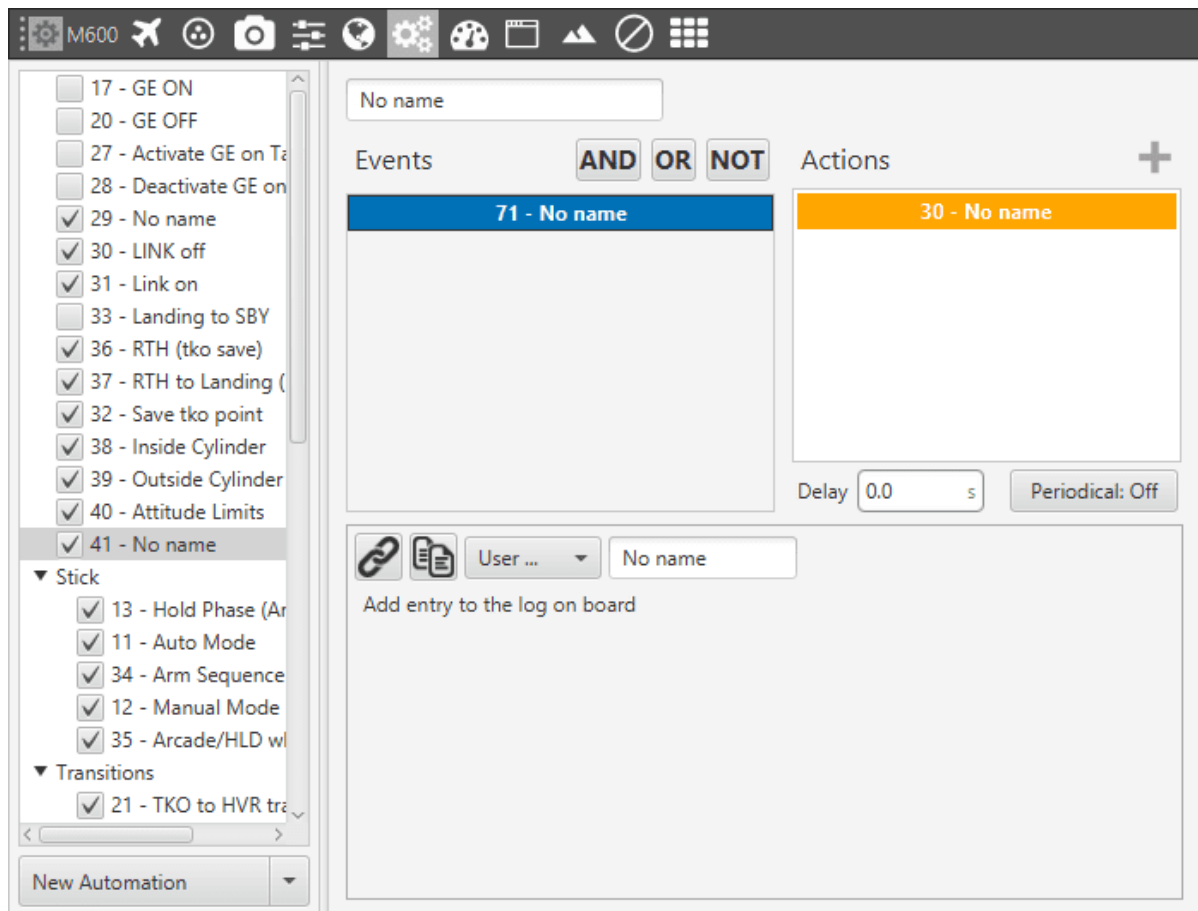 M600
17 - GE ON
20 - GE OFF
27 - Activate GE on Ta
28 - Deactivate GE on
29 - No name
30 - LINK off
31 - Link on
33 - Landing to SBY
36 - RTH (tko save)
37 - RTH to Landing (
32 - Save tko point
38 - Inside Cylinder
39 - Outside Cylinder
40 - Attitude Limits
41 - No name
Stick
13 - Hold Phase (Ar
11 - Auto Mode
34 - Arm Sequence
12 - Manual Mode
35 - Arcade/HLD wl
Transitions
21 - TKO to HVR tra
New Automation
No name
Events AND OR NOT
71 - No name
Actions
30 - No name
Delay 0.0 s Periodical: Off
User ... No name
Add entry to the log on board